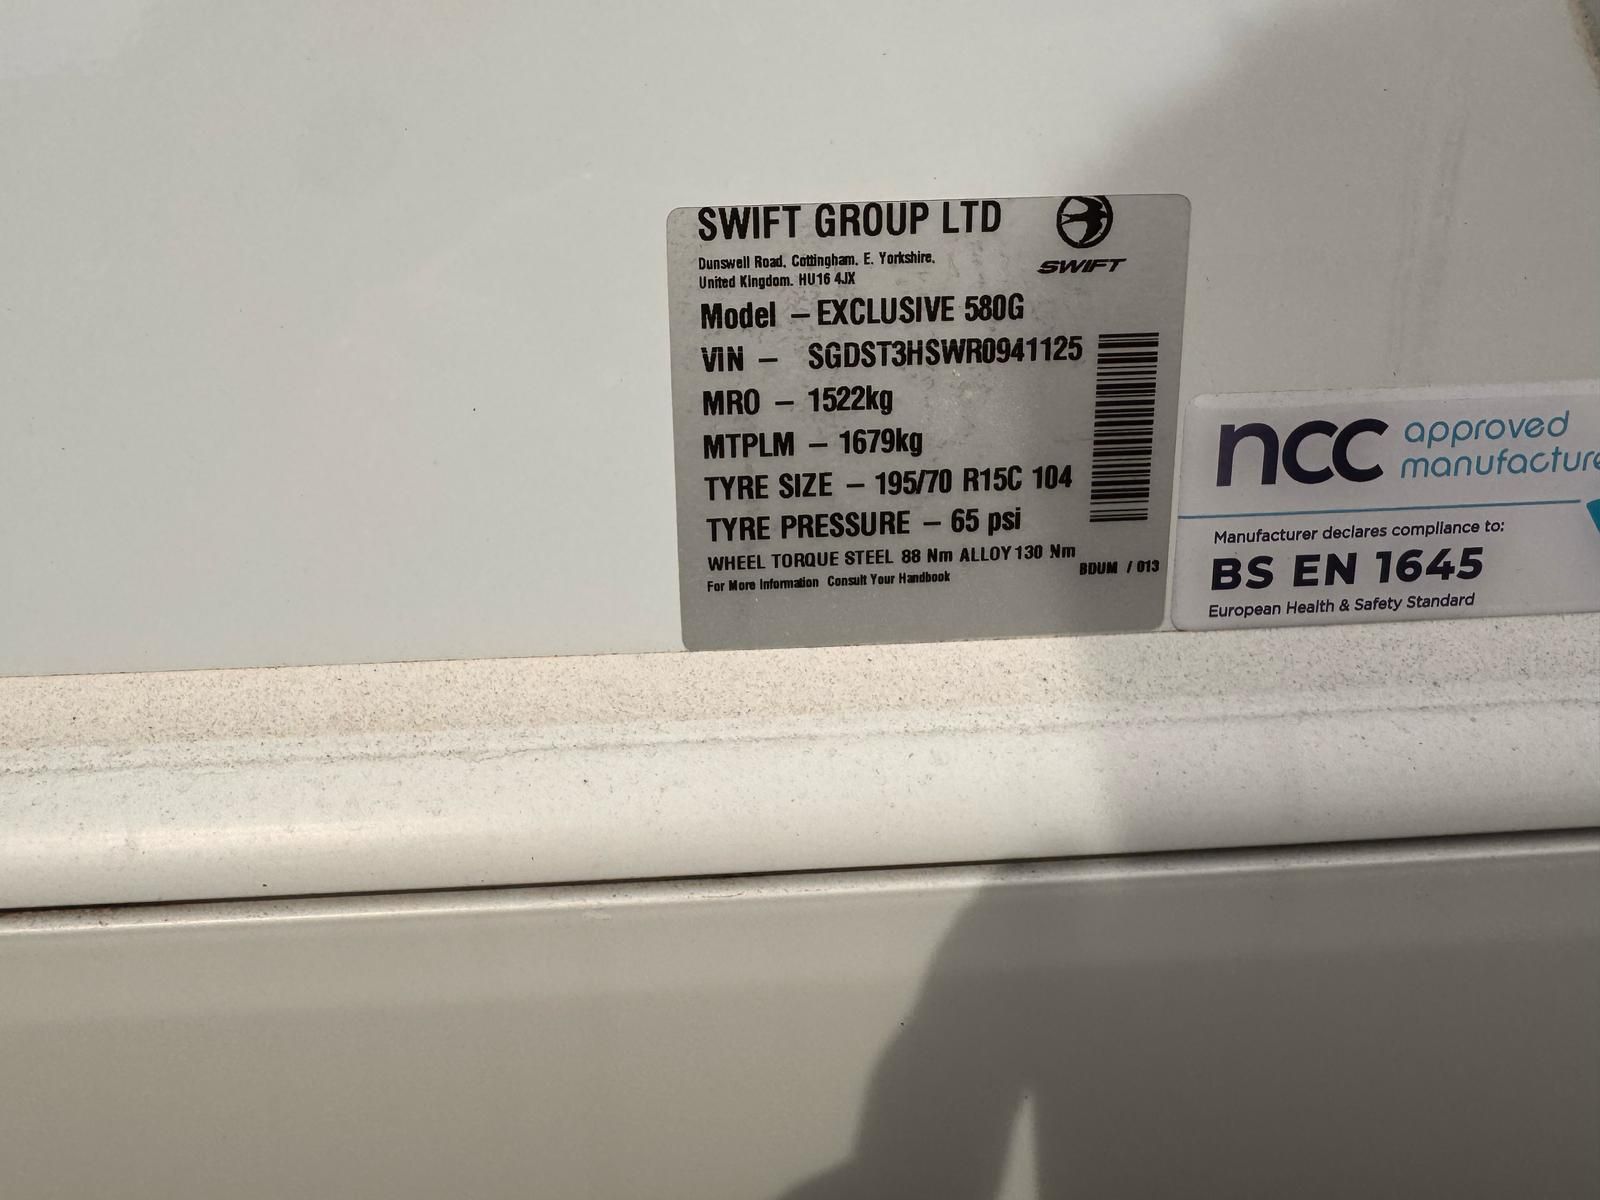 SWIFT GROUP LTD
SWIFT
Dunswell Road, Cottingham, E. Yorkshire,
United Kingdom. HU16 4JX
Model – EXCLUSIVE 580G
VIN – SGDST3HSWR0941125
MRO – 1522kg
MTPLM – 1679kg
TYRE SIZE – 195/70 R15C 104
TYRE PRESSURE – 65 psi
WHEEL TORQUE STEEL 88 Nm ALLOY 130 Nm
For More Information Consult Your Handbook
BDUM / 013
ncc approved
manufacture
Manufacturer declares compliance to:
BS EN 1645
European Health & Safety Standard